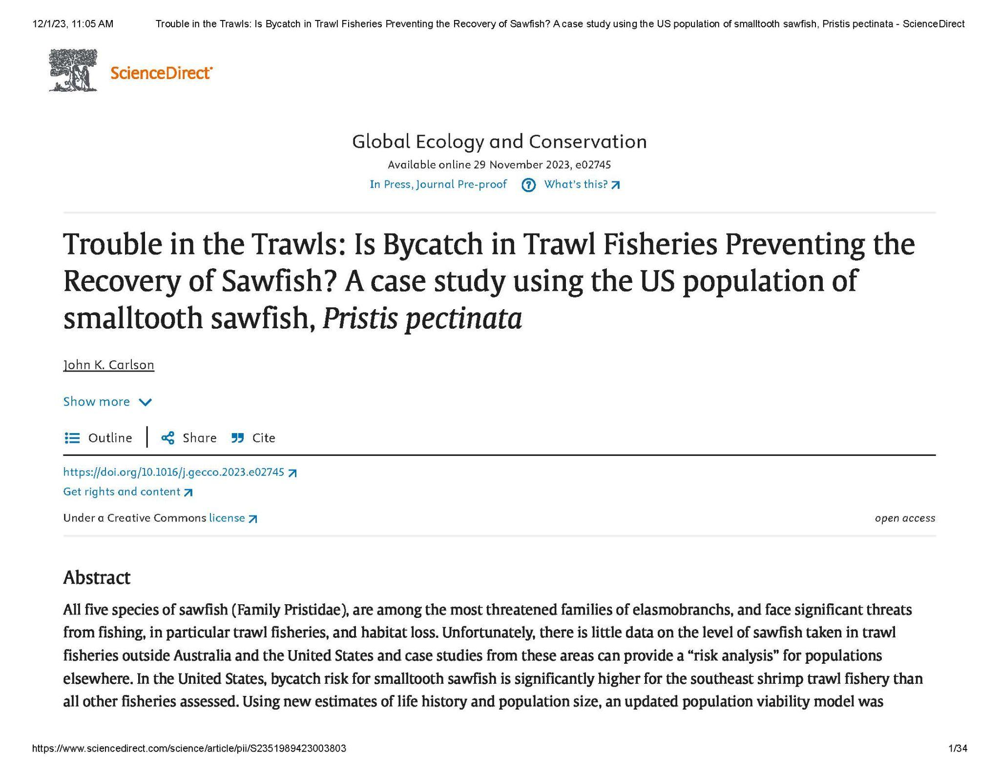 12/1/23, 11:05 AM Trouble in the Trawls: Is Bycatch in Trawl Fisheries Preventing the Recovery of Sawfish? A case study using the US population of smalltooth sawfish, Pristis pectinata - ScienceDirect
ScienceDirect
Global Ecology and Conservation
Available online 29 November 2023, e02745
In Press, Journal Pre-proof ? What's this?
Trouble in the Trawls: Is Bycatch in Trawl Fisheries Preventing the
Recovery of Sawfish? A case study using the US population of
smalltooth sawfish, Pristis pectinata
John K. Carlson
Show more
Outline | Share Cite
https://doi.org/10.1016/j.gecco.2023.e02745
Get rights and content
Under a Creative Commons license open access
Abstract
All five species of sawfish (Family Pristidae), are among the most threatened families of elasmobranchs, and face significant threats
from fishing, in particular trawl fisheries, and habitat loss. Unfortunately, there is little data on the level of sawfish taken in trawl
fisheries outside Australia and the United States and case studies from these areas can provide a “risk analysis” for populations
elsewhere. In the United States, bycatch risk for smalltooth sawfish is significantly higher for the southeast shrimp trawl fishery than
all other fisheries assessed. Using new estimates of life history and population size, an updated population viability model was
https://www.sciencedirect.com/science/article/pii/S2351989423003803 1/34